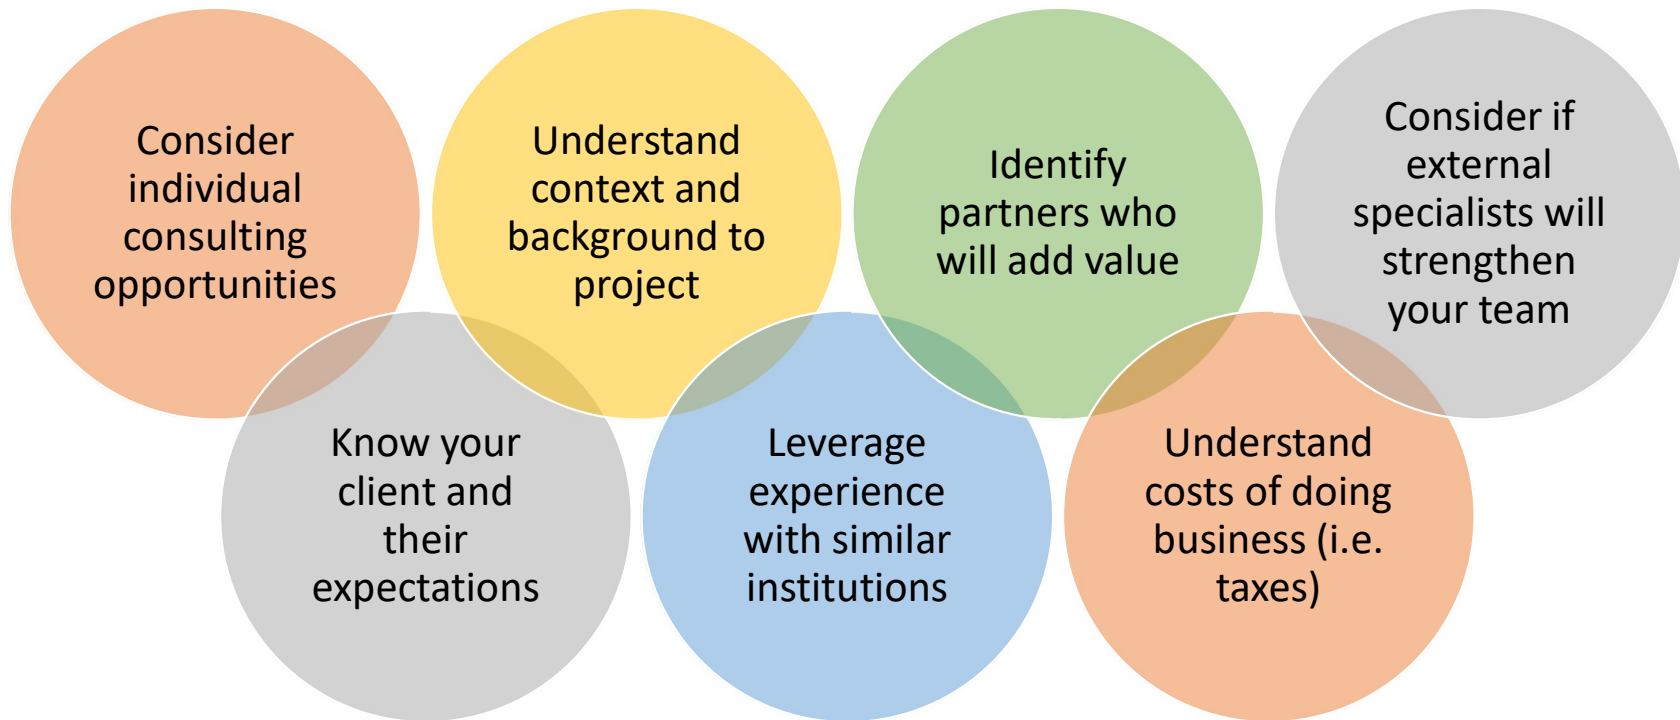 Consider
individual
consulting
opportunities
Know your
client and
their
expectations
Understand
context and
background to
project
Leverage
experience
with similar
institutions
Identify
partners who
will add value
Understand
costs of doing
business (i.e.
taxes)
Consider if
external
specialists will
strengthen
your team